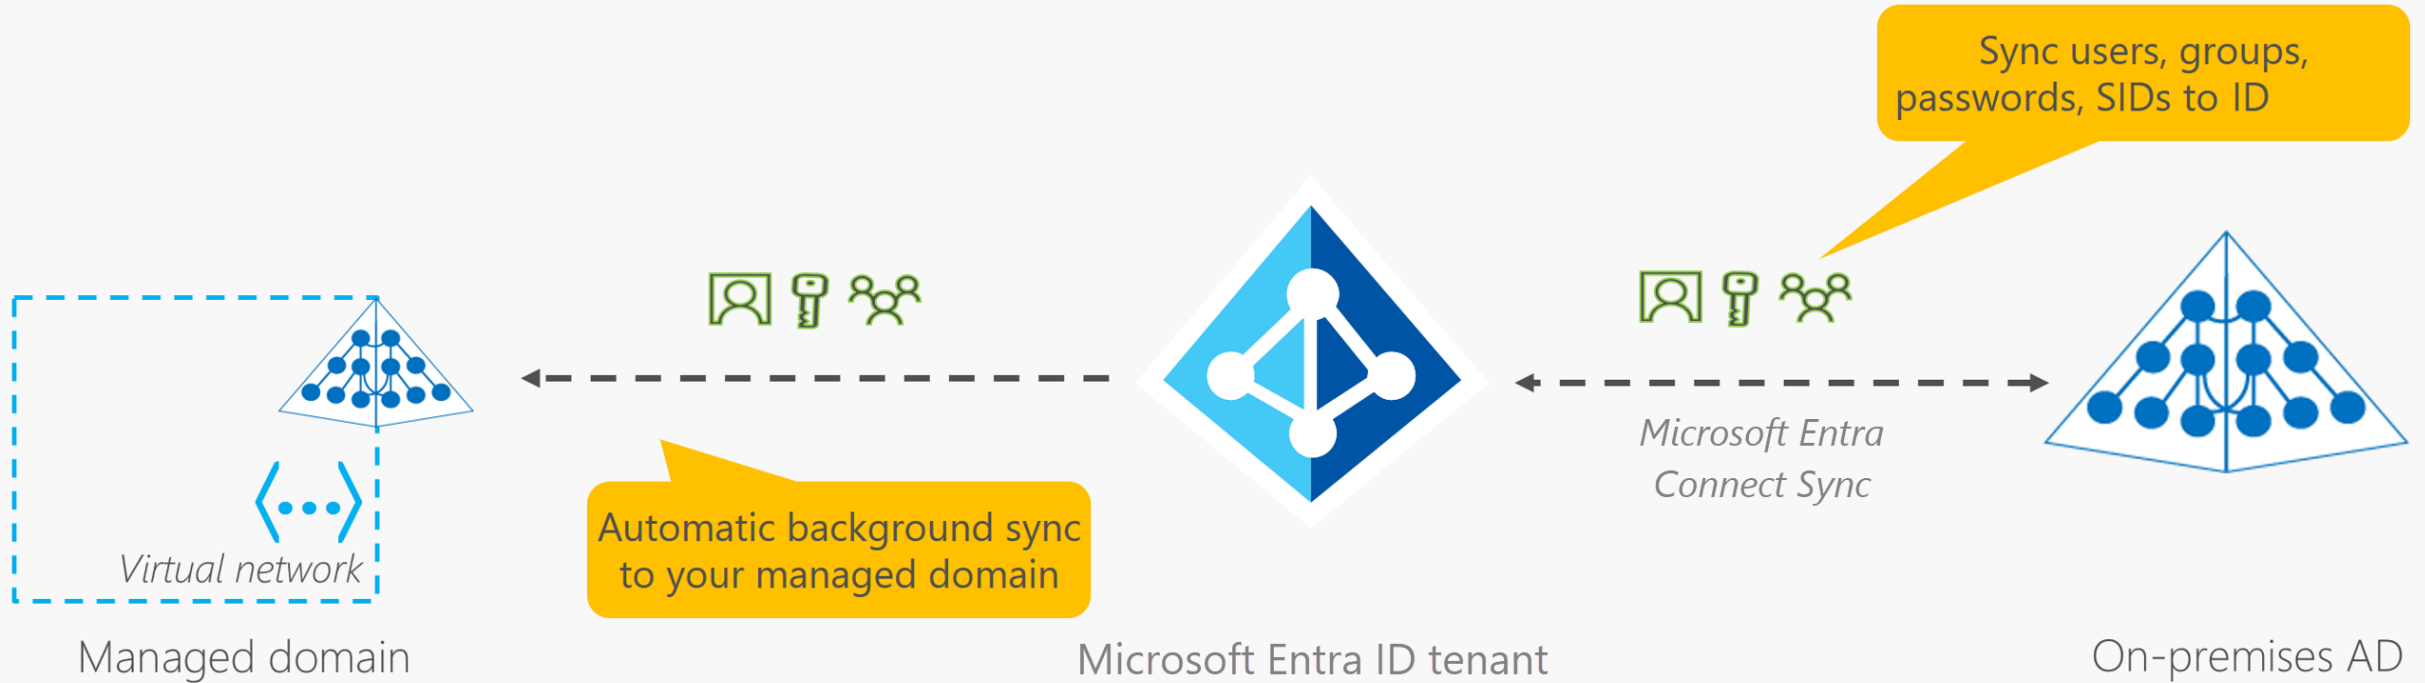 Sync users, groups,
passwords, SIDs to ID
Microsoft Entra
Connect Sync
Automatic background sync
to your managed domain
Virtual network
Managed domain
Microsoft Entra ID tenant
On-premises AD